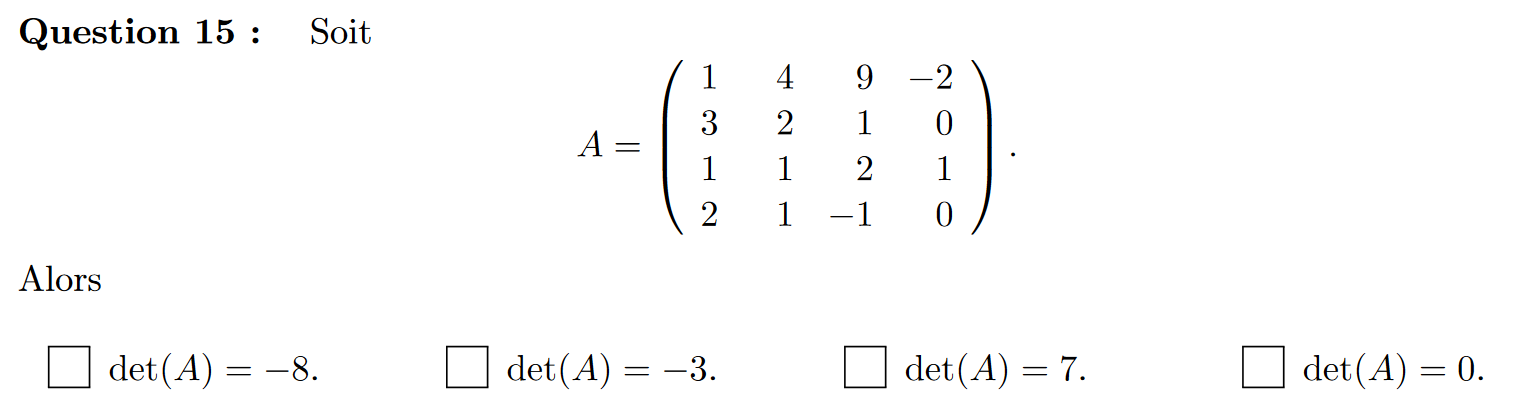 Question 15 : Soit
A = ( 1 4 9 −2
3 2 1 0
1 1 2 1
2 1 −1 0 ) .
Alors
det(A) = −8. det(A) = −3. det(A) = 7. det(A) = 0.